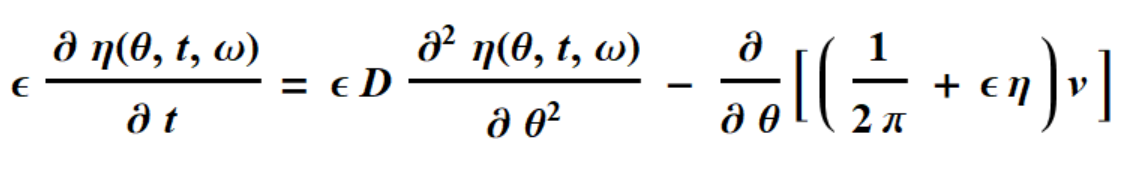 ϵ ∂ η(θ, t, ω) / ∂ t = ϵ D ∂² η(θ, t, ω) / ∂ θ² − ∂ / ∂ θ [( 1 / 2 π + ϵ η ) v ]